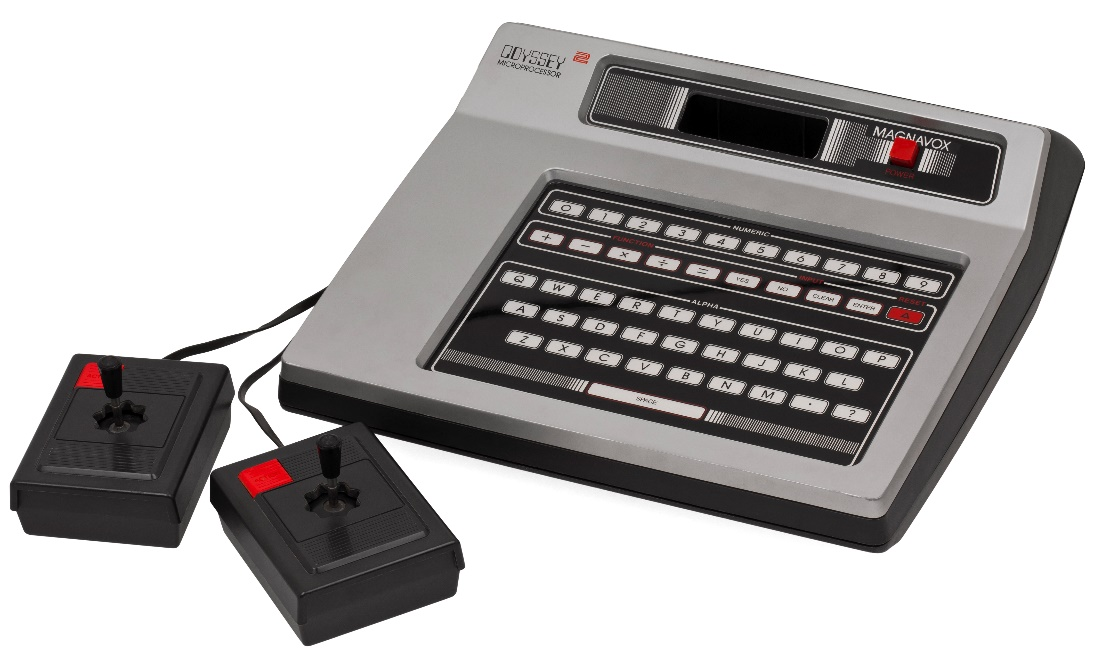 ODYSSEY 2
MICROPROCESSOR
MAGNAVOX
POWER
NUMERIC
0 1 2 3 4 5 6 7 8 9
FUNCTION INPUT RESET
+ − × ÷ = YES NO CLEAR ENTER
ALPHA
Q W E R T Y U I O P
A S D F G H J K L
Z X C V B N M . ?
SPACE